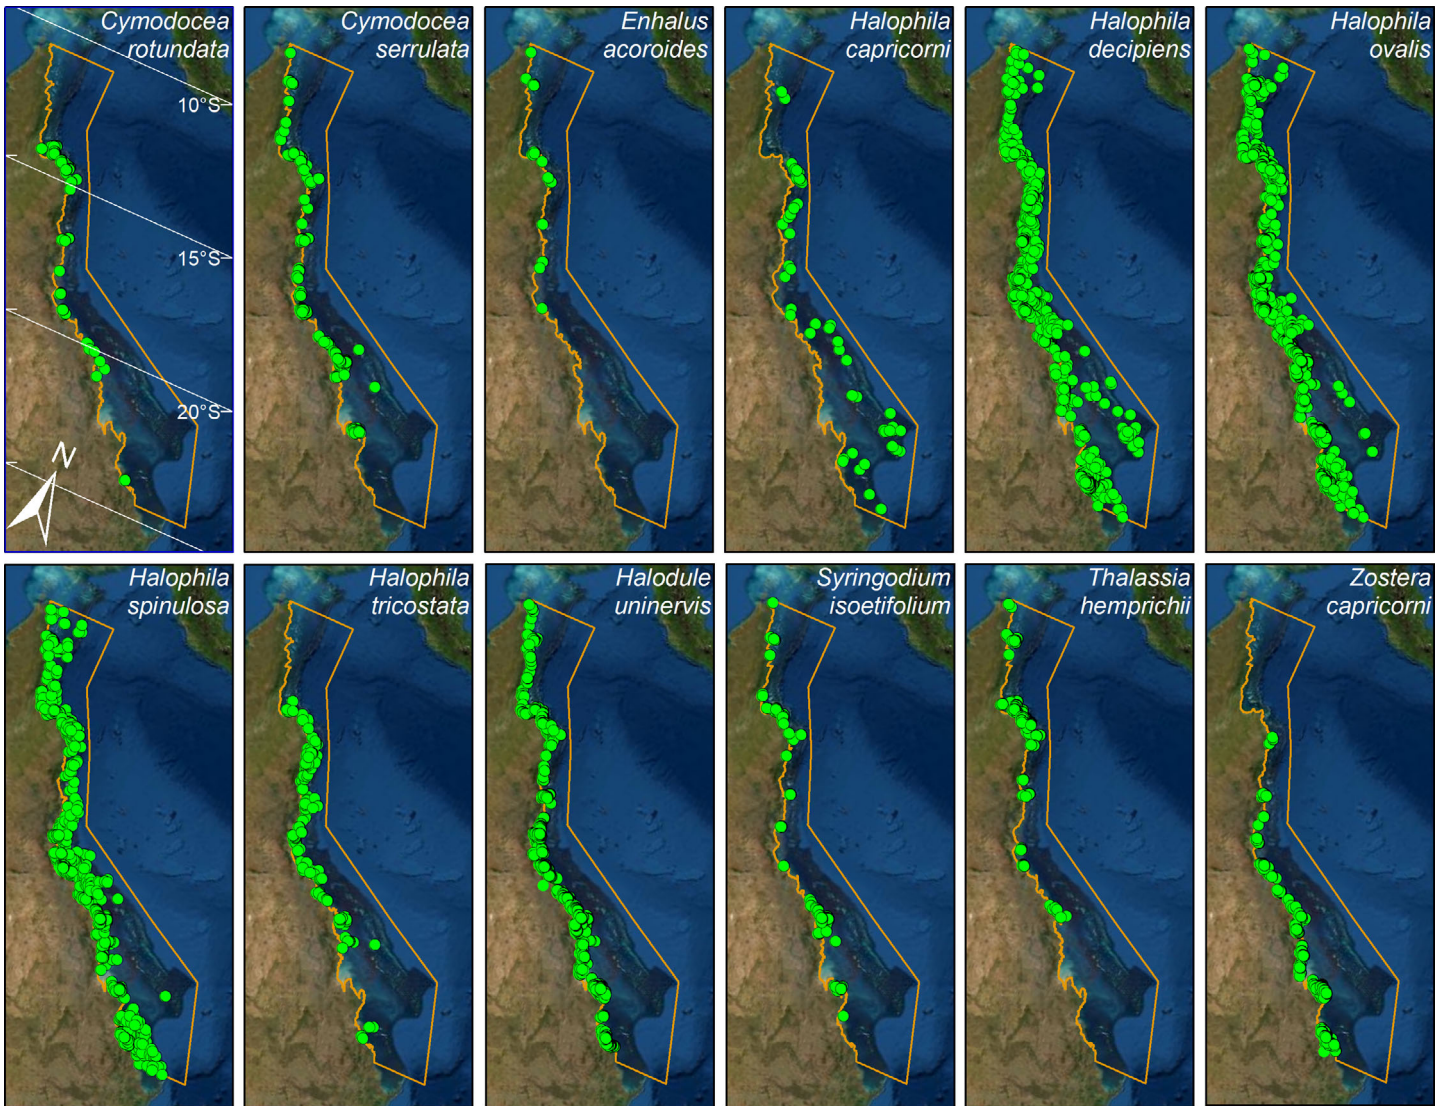 Cymodocea
rotundata
10°S
15°S
20°S
N
Cymodocea
serrulata
Enhalus
acoroides
Halophila
capricorni
Halophila
decipiens
Halophila
ovalis
Halophila
spinulosa
Halophila
tricostata
Halodule
uninervis
Syringodium
isoetifolium
Thalassia
hemprichii
Zostera
capricorni